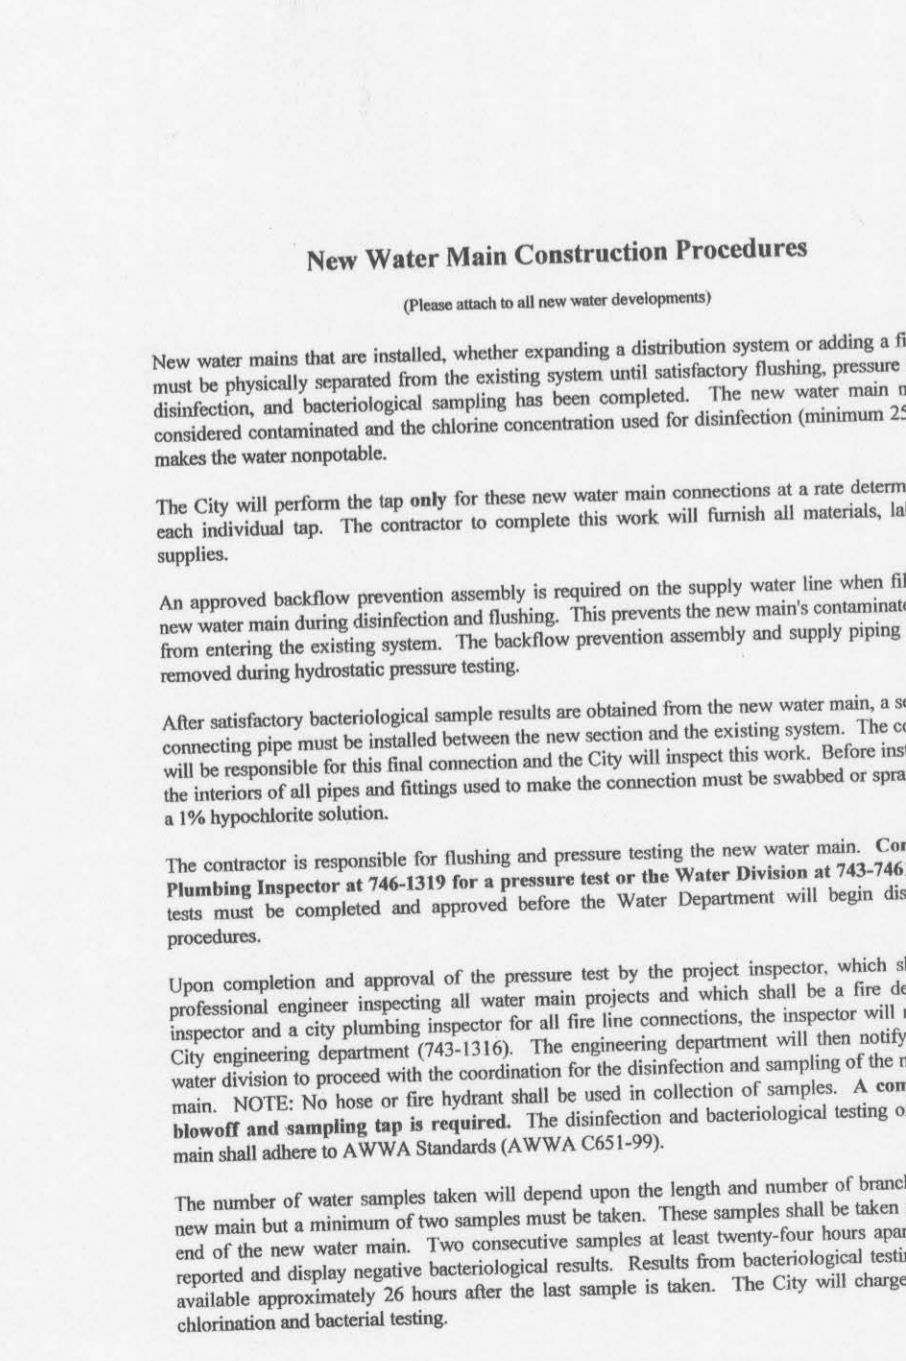 New Water Main Construction Procedures
(Please attach to all new water developments)
New water mains that are installed, whether expanding a distribution system or adding a fi
must be physically separated from the existing system until satisfactory flushing, pressure
disinfection, and bacteriological sampling has been completed. The new water main m
considered contaminated and the chlorine concentration used for disinfection (minimum 25
makes the water nonpotable.
The City will perform the tap only for these new water main connections at a rate determ
each individual tap. The contractor to complete this work will furnish all materials, la
supplies.
An approved backflow prevention assembly is required on the supply water line when fil
new water main during disinfection and flushing. This prevents the new main's contaminat
from entering the existing system. The backflow prevention assembly and supply piping
removed during hydrostatic pressure testing.
After satisfactory bacteriological sample results are obtained from the new water main, a se
connecting pipe must be installed between the new section and the existing system. The co
will be responsible for this final connection and the City will inspect this work. Before inst
the interiors of all pipes and fittings used to make the connection must be swabbed or spra
a 1% hypochlorite solution.
The contractor is responsible for flushing and pressure testing the new water main. Con
Plumbing Inspector at 746-1319 for a pressure test or the Water Division at 743-746
tests must be completed and approved before the Water Department will begin dis
procedures.
Upon completion and approval of the pressure test by the project inspector, which sh
professional engineer inspecting all water main projects and which shall be a fire de
inspector and a city plumbing inspector for all fire line connections, the inspector will
City engineering department (743-1316). The engineering department will then notify
water division to proceed with the coordination for the disinfection and sampling of the n
main. NOTE: No hose or fire hydrant shall be used in collection of samples. A com
blowoff and sampling tap is required. The disinfection and bacteriological testing o
main shall adhere to AWWA Standards (AWWA C651-99).
The number of water samples taken will depend upon the length and number of branc
new main but a minimum of two samples must be taken. These samples shall be taken
end of the new water main. Two consecutive samples at least twenty-four hours apar
reported and display negative bacteriological results. Results from bacteriological testi
available approximately 26 hours after the last sample is taken. The City will charge
chlorination and bacterial testing.